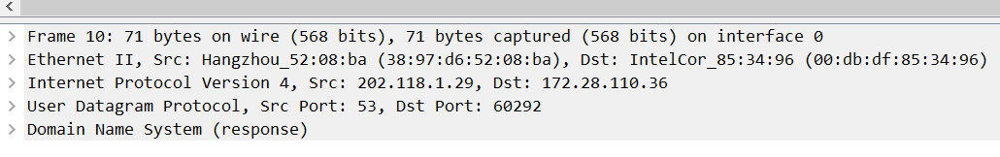 Frame 10: 71 bytes on wire (568 bits), 71 bytes captured (568 bits) on interface 0
Ethernet II, Src: Hangzhou_52:08:ba (38:97:d6:52:08:ba), Dst: IntelCor_85:34:96 (00:db:df:85:34:96)
Internet Protocol Version 4, Src: 202.118.1.29, Dst: 172.28.110.36
User Datagram Protocol, Src Port: 53, Dst Port: 60292
Domain Name System (response)